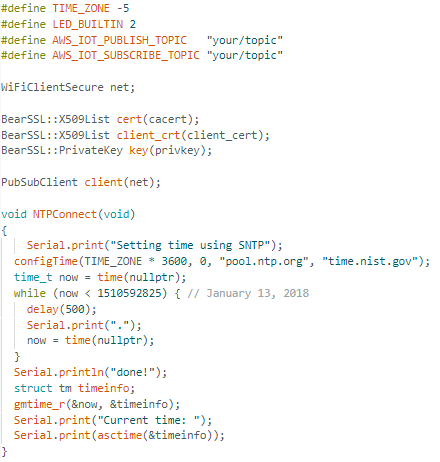 #define TIME_ZONE -5
#define LED_BUILTIN 2
#define AWS_IOT_PUBLISH_TOPIC   "your/topic"
#define AWS_IOT_SUBSCRIBE_TOPIC "your/topic"

WiFiClientSecure net;

BearSSL::X509List cert(cacert);
BearSSL::X509List client_crt(client_cert);
BearSSL::PrivateKey key(privkey);

PubSubClient client(net);

void NTPConnect(void)
{
    Serial.print("Setting time using SNTP");
  configTime(TIME_ZONE * 3600, 0, "pool.ntp.org", "time.nist.gov");
  time_t now = time(nullptr);
  while (now < 1510592825) { // January 13, 2018
    delay(500);
    Serial.print(".");
    now = time(nullptr);
  }
  Serial.println("done!");
  struct tm timeinfo;
  gmtime_r(&now, &timeinfo);
  Serial.print("Current time: ");
  Serial.print(asctime(&timeinfo));
}